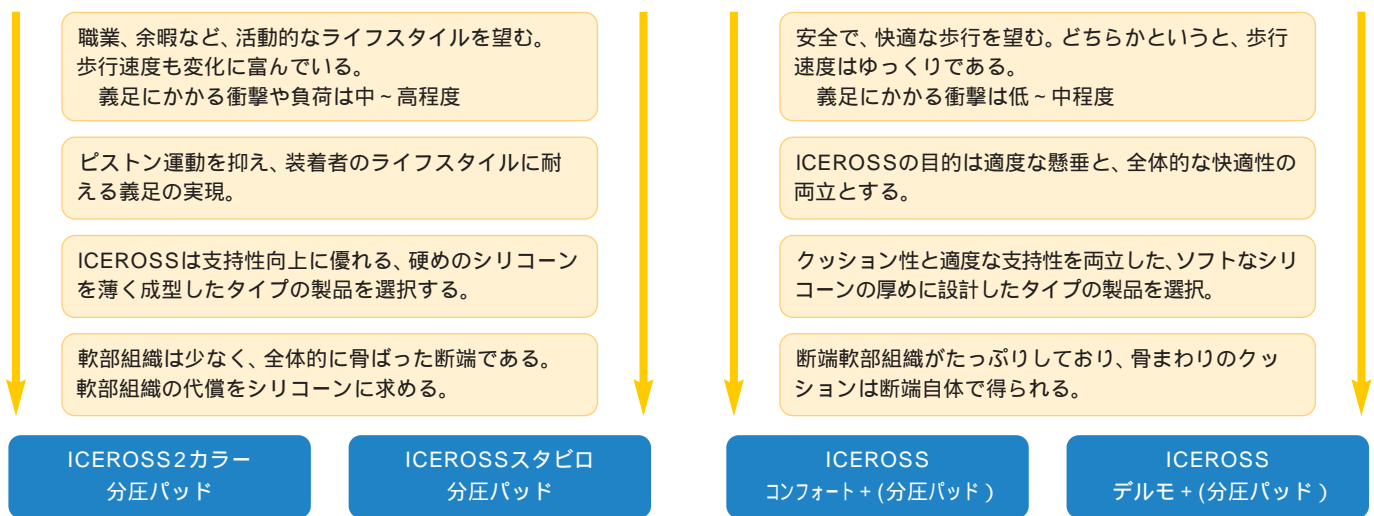 職業、余暇など、活動的なライフスタイルを望む。
歩行速度も変化に富んでいる。
義足にかかる衝撃や負荷は中~高程度
ピストン運動を抑え、装着者のライフスタイルに耐
える義足の実現。
ICEROSSは支持性向上に優れる、硬めのシリコーン
を薄く成型したタイプの製品を選択する。
軟部組織は少なく、全体的に骨ばった断端である。
軟部組織の代償をシリコーンに求める。
ICEROSS2カラー
分圧パッド
ICEROSSスタビロ
分圧パッド
安全で、快適な歩行を望む。どちらかというと、歩行
速度はゆっくりである。
義足にかかる衝撃は低~中程度
ICEROSSの目的は適度な懸垂と、全体的な快適性の
両立とする。
クッション性と適度な支持性を両立した、ソフトなシリ
コーンの厚めに設計したタイプの製品を選択。
断端軟部組織がたっぷりしており、骨まわりのクッ
ションは断端自体で得られる。
ICEROSS
コンフォート+(分圧パッド)
ICEROSS
デルモ+(分圧パッド)